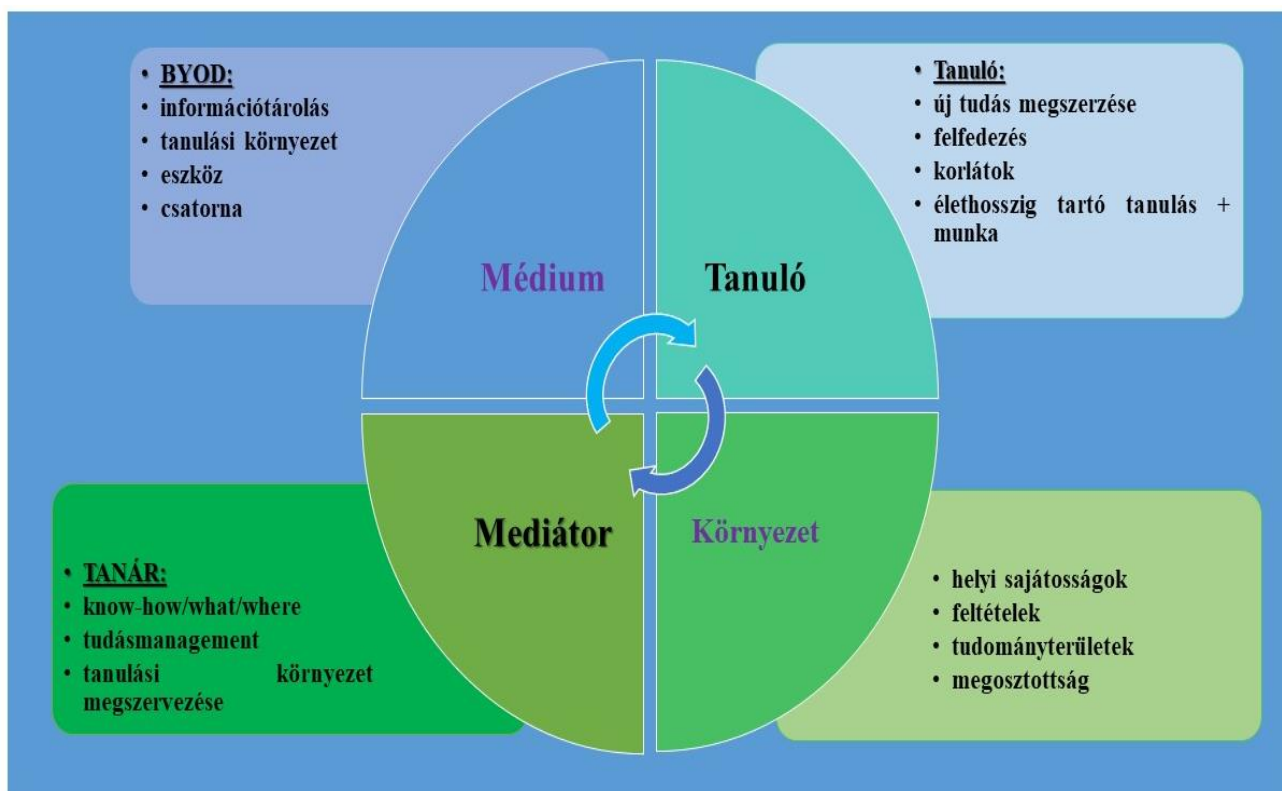 • BYOD:
• információtárolás
• tanulási környezet
• eszköz
• csatorna
• Tanuló:
• új tudás megszerzése
• felfedezés
• korlátok
• élethosszig tartó tanulás +
munka
Médium
Tanuló
Mediátor
Környezet
• TANÁR:
• know-how/what/where
• tudásmanagement
• tanulási környezet
megszervezése
• helyi sajátosságok
• feltételek
• tudományterületek
• megosztottság